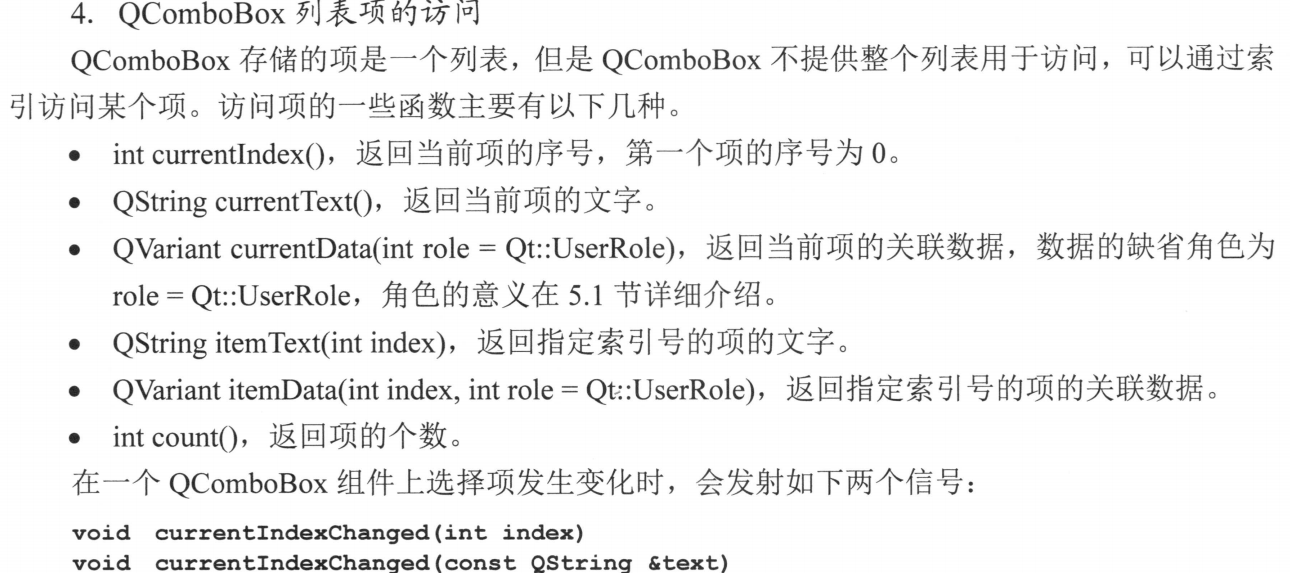 4. QComboBox 列表项的访问
QComboBox 存储的项是一个列表，但是 QComboBox 不提供整个列表用于访问，可以通过索
引访问某个项。访问项的一些函数主要有以下几种。
• int currentIndex()，返回当前项的序号，第一个项的序号为 0。
• QString currentText()，返回当前项的文字。
• QVariant currentData(int role = Qt::UserRole)，返回当前项的关联数据，数据的缺省角色为
role = Qt::UserRole，角色的意义在 5.1 节详细介绍。
• QString itemText(int index)，返回指定索引号的项的文字。
• QVariant itemData(int index, int role = Qt::UserRole)，返回指定索引号的项的关联数据。
• int count()，返回项的个数。
在一个 QComboBox 组件上选择项发生变化时，会发射如下两个信号：
void currentIndexChanged(int index)
void currentIndexChanged(const QString &text)